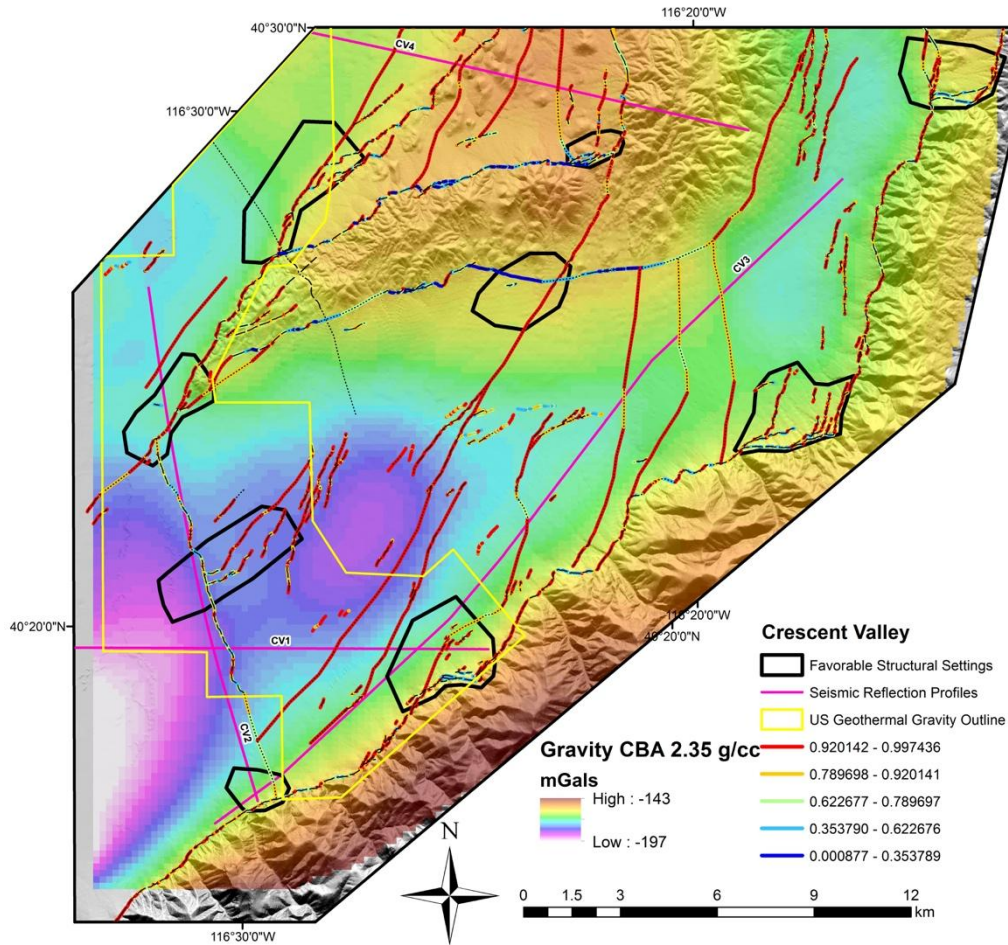 116°20'0"W
40°30'0"N
CV4
116°30'0"W
CV3
116°20'0"W
40°20'0"N
40°20'0"N
CV1
CV2
Crescent Valley
Favorable Structural Settings
Seismic Reflection Profiles
US Geothermal Gravity Outline
0.920142 - 0.997436
0.789698 - 0.920141
0.622677 - 0.789697
0.353790 - 0.622676
0.000877 - 0.353789
Gravity CBA 2.35 g/cc
mGals
High : -143
Low : -197
N
0 1.5 3 6 9 12
km
116°30'0"W